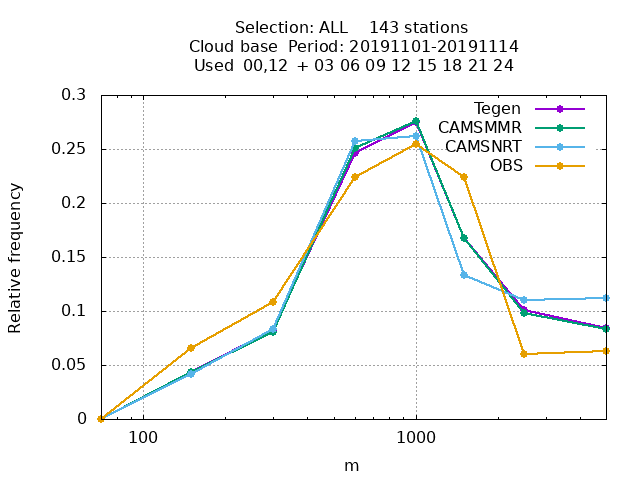 Selection: ALL    143 stations
Cloud base  Period: 20191101-20191114
Used  00,12  + 03 06 09 12 15 18 21 24
0.3
0.25
0.2
0.15
0.1
0.05
0
Relative frequency
Tegen
CAMSMMR
CAMSNRT
OBS
100
1000
m